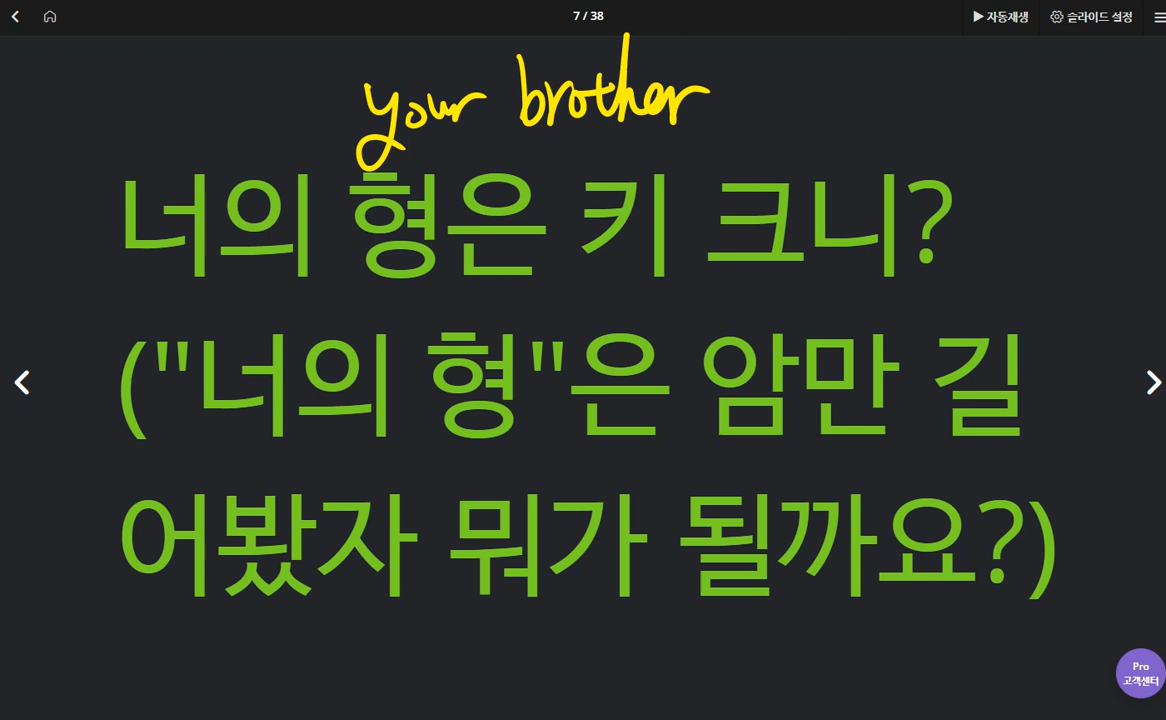 7 / 38
▶ 자동재생
슬라이드 설정
your brother
너의 형은 키 크니?
("너의 형"은 암만 길
어봤자 뭐가 될까요?)
Pro
고객센터